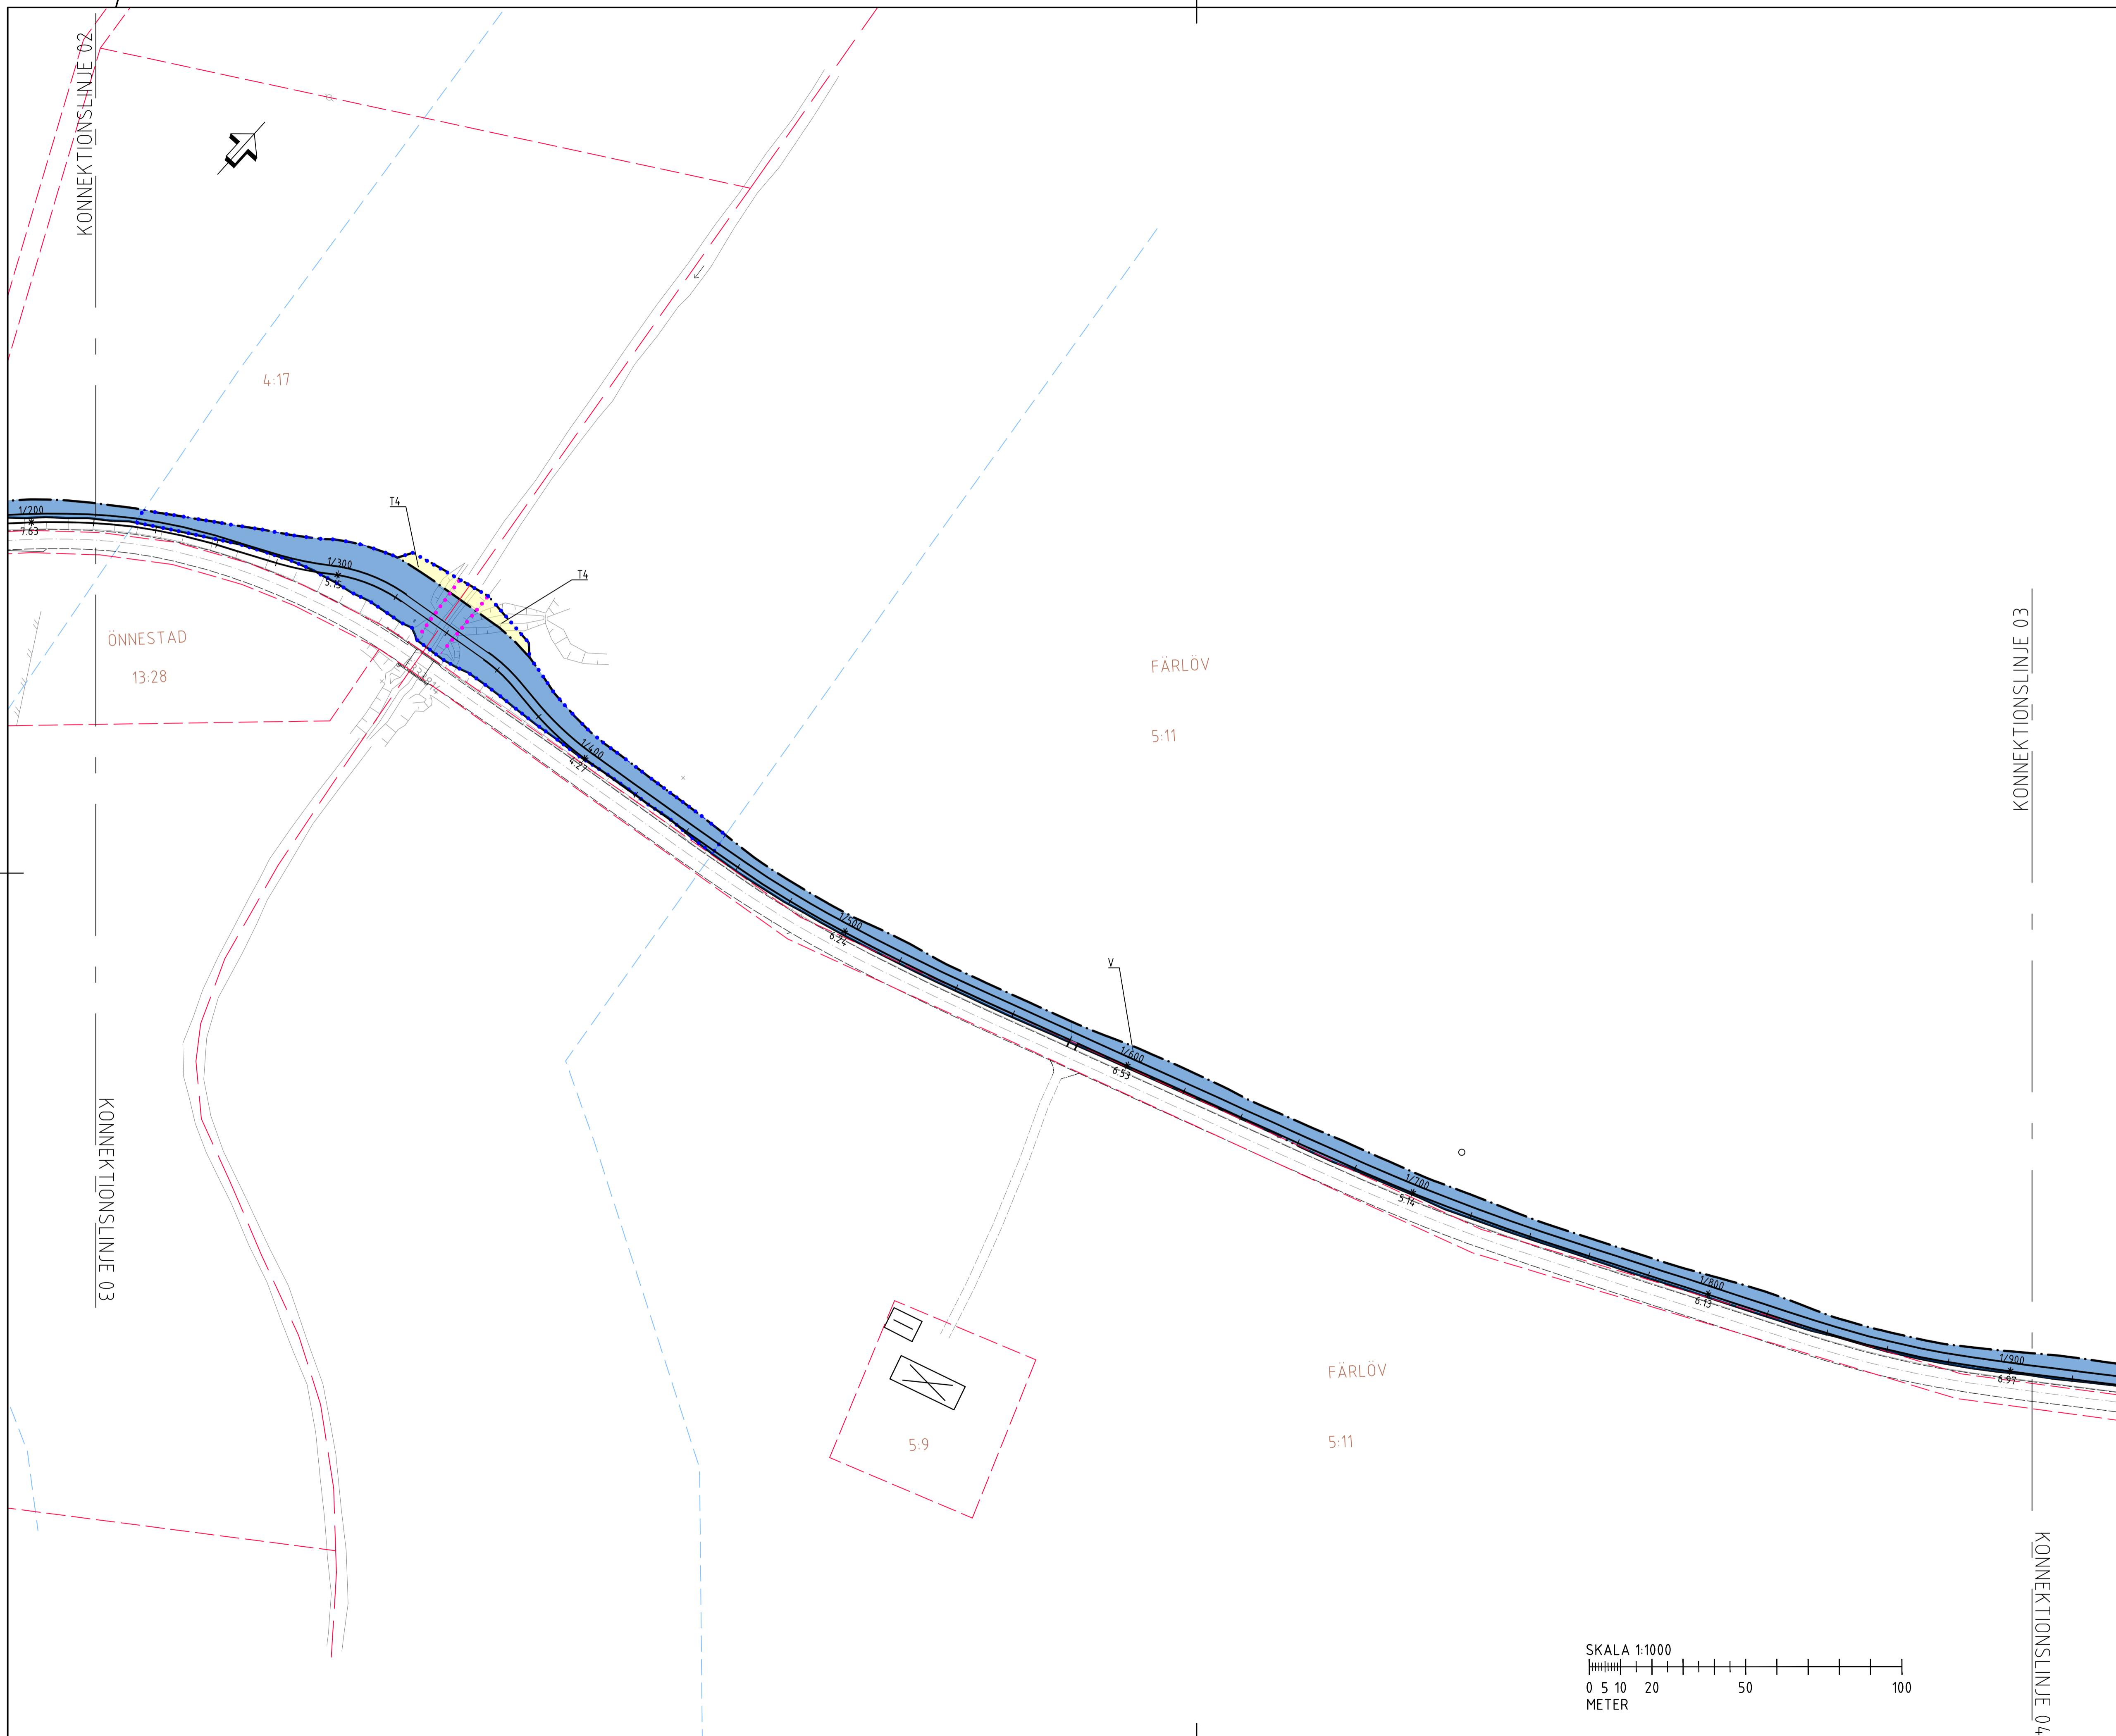 KONNEKTIONSLINJE 02
4:17
T4
1/200
7.63
1/300
T4
ÖNNESTAD
13:28
KONNEKTIONSLINJE 03
FÄRLÖV
5:11
1/400
4.27
1/500
6.24
V
1/600
6.53
KONNEKTIONSLINJE 03
1/700
5.14
1/800
6.13
1/900
6.97
FÄRLÖV
5:11
5:9
KONNEKTIONSLINJE 04
SKALA 1:1000
0 5 10 20 50 100
METER